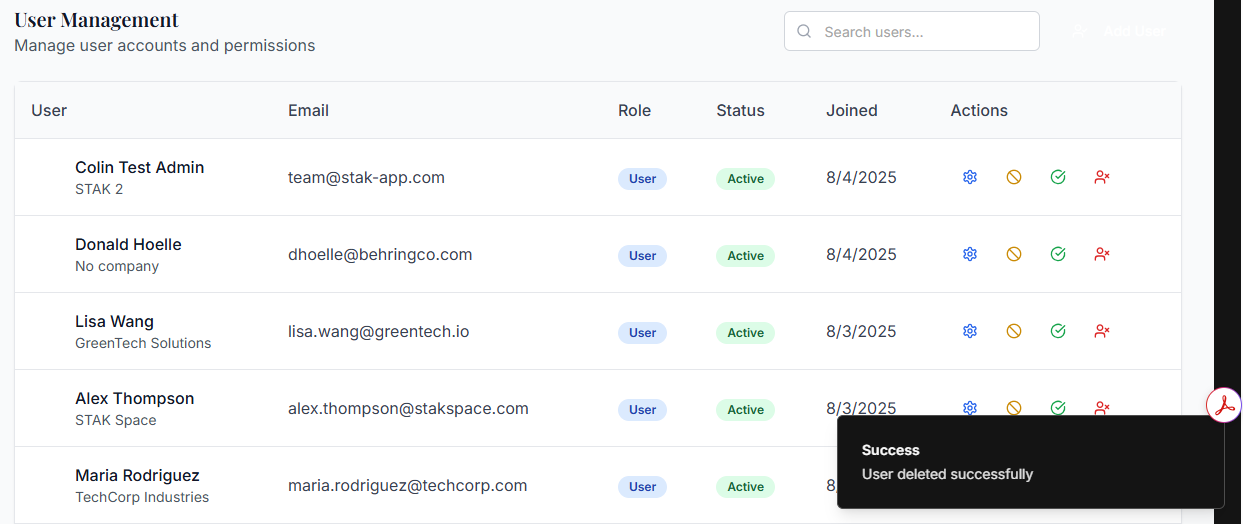 User Management
Manage user accounts and permissions
Search users...
Add User
User Email Role Status Joined Actions
Colin Test Admin
STAK 2
team@stak-app.com User Active 8/4/2025
Donald Hoelle
No company
dhoelle@behringco.com User Active 8/4/2025
Lisa Wang
GreenTech Solutions
lisa.wang@greentech.io User Active 8/3/2025
Alex Thompson
STAK Space
alex.thompson@stakspace.com User Active 8/3/2025
Maria Rodriguez
TechCorp Industries
maria.rodriguez@techcorp.com User Active 8/
Success
User deleted successfully